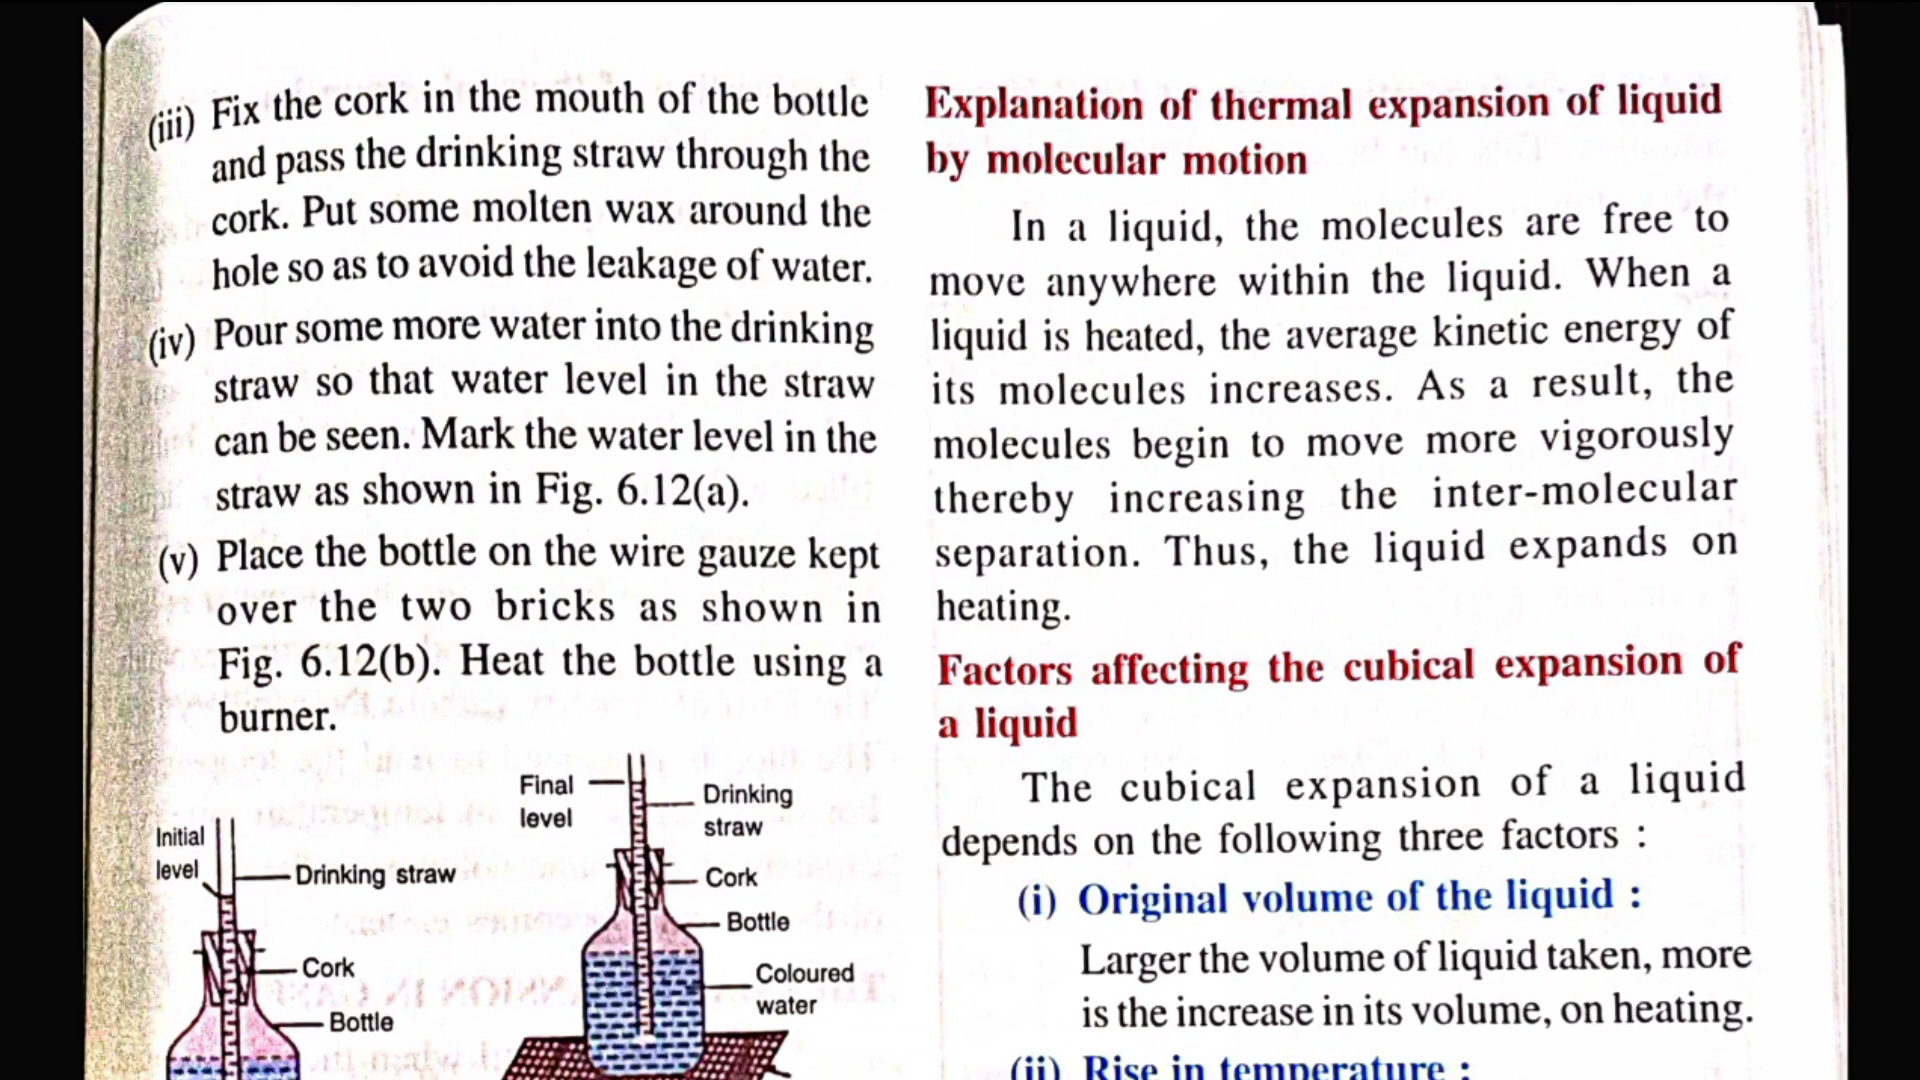 (iii) Fix the cork in the mouth of the bottle
and pass the drinking straw through the
cork. Put some molten wax around the
hole so as to avoid the leakage of water.
(iv) Pour some more water into the drinking
straw so that water level in the straw
can be seen. Mark the water level in the
straw as shown in Fig. 6.12(a).
(v) Place the bottle on the wire gauze kept
over the two bricks as shown in
Fig. 6.12(b). Heat the bottle using a
burner.
Initial
level
Drinking straw
Cork
Bottle
Final
level
Drinking
straw
Cork
Bottle
Coloured
water
Explanation of thermal expansion of liquid
by molecular motion
In a liquid, the molecules are free to
move anywhere within the liquid. When a
liquid is heated, the average kinetic energy of
its molecules increases. As a result, the
molecules begin to move more vigorously
thereby increasing the inter-molecular
separation. Thus, the liquid expands on
heating.
Factors affecting the cubical expansion of
a liquid
The cubical expansion of a liquid
depends on the following three factors :
(i) Original volume of the liquid :
Larger the volume of liquid taken, more
is the increase in its volume, on heating.
(ii) Rise in temperature :